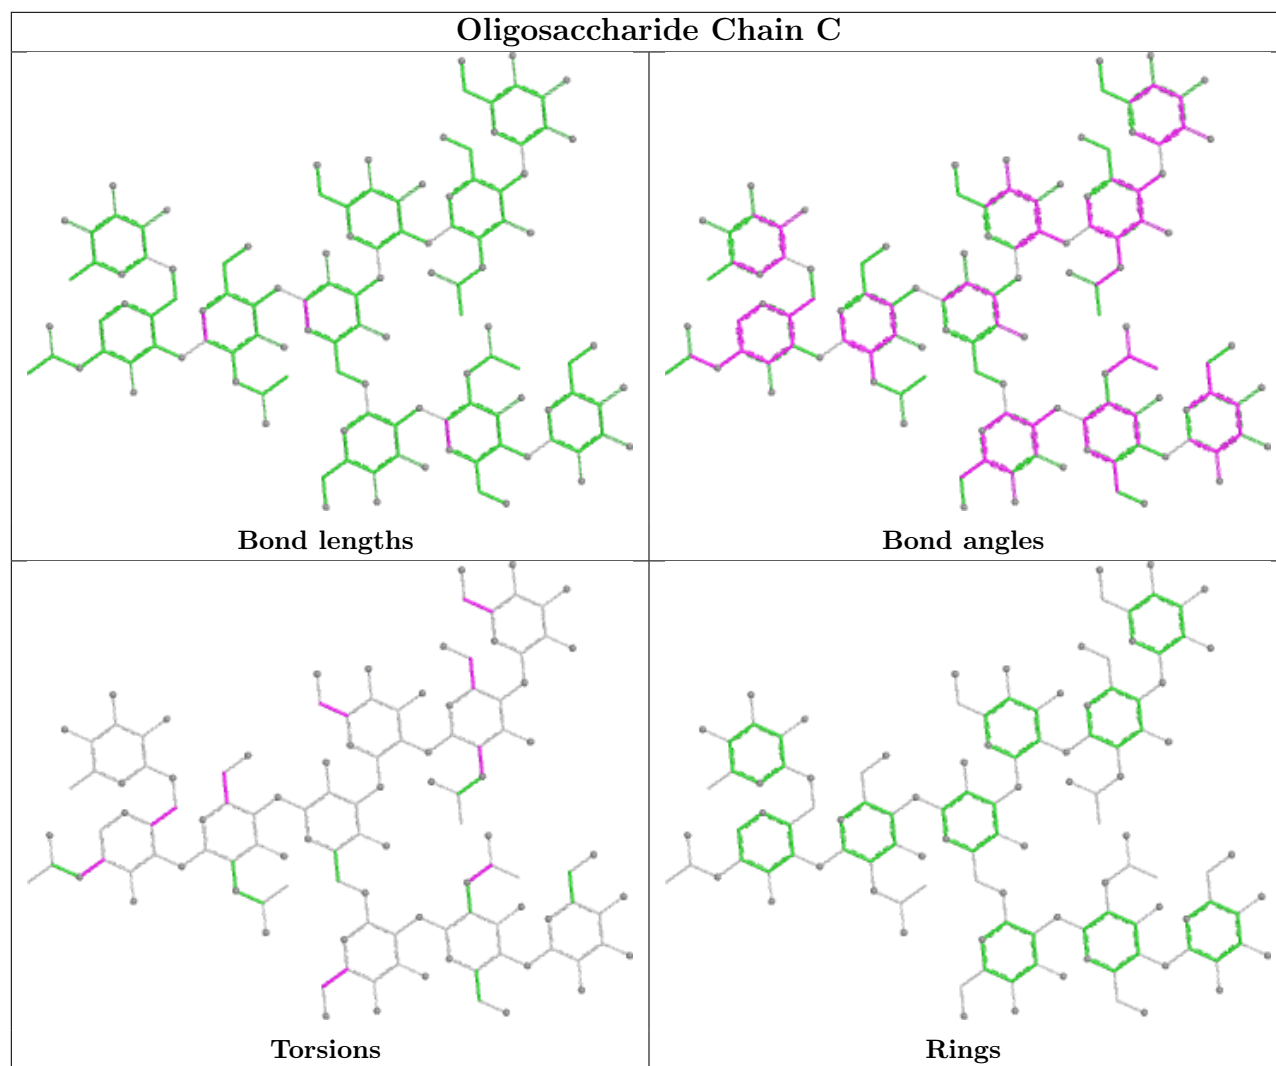 Oligosaccharide Chain C
Bond lengths
Bond angles
Torsions
Rings